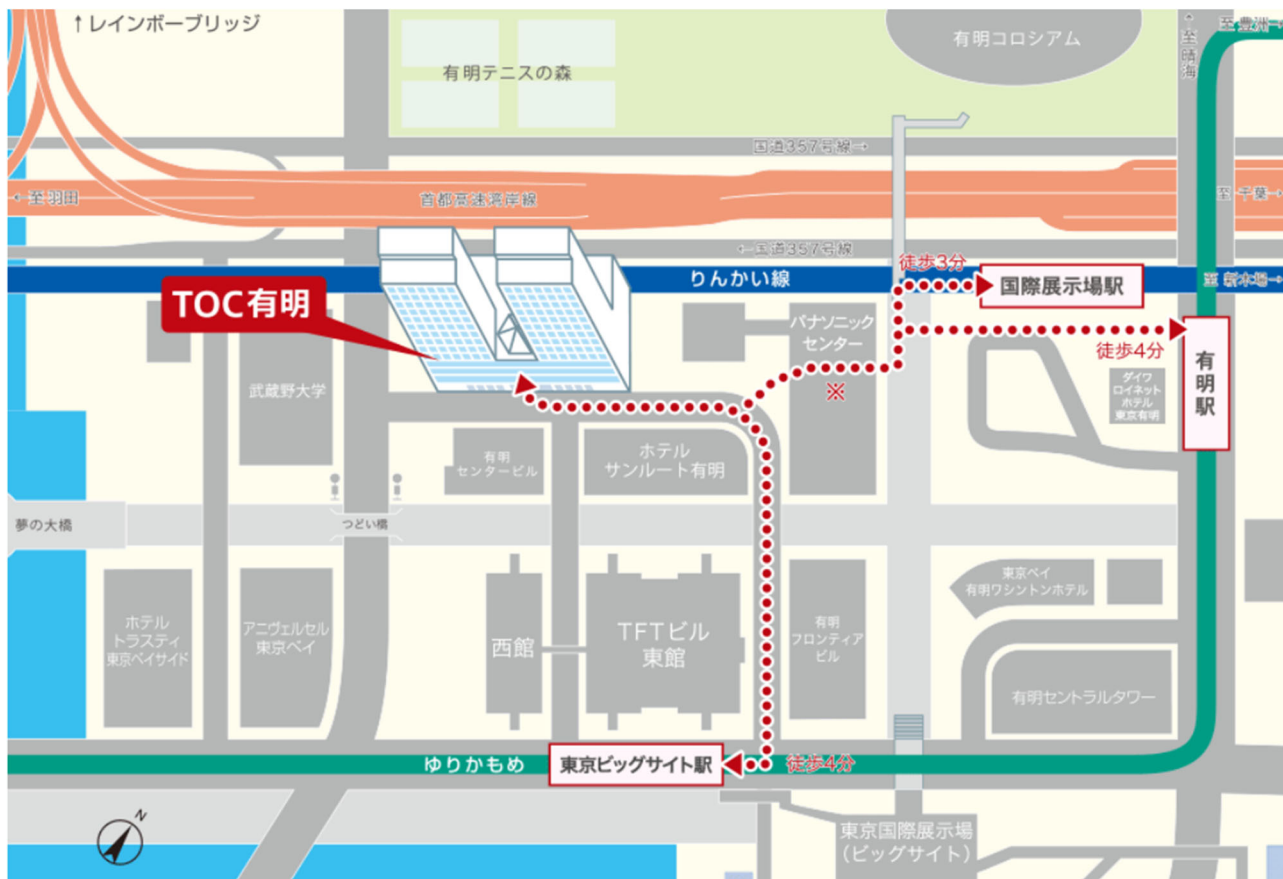 ↑レインボーブリッジ
有明コロシアム
↑至晴海
至 豊洲→
有明テニスの森
国道357号線→
←至羽田
首都高速湾岸線
至 千葉→
←国道357号線
りんかい線
徒歩3分
国際展示場駅
至 新木場→
TOC有明
パナソニック
センター
徒歩4分
有明駅
※
ダイワ
ロイネット
ホテル
東京有明
武蔵野大学
有明
センタービル
ホテル
サンルート有明
夢の大橋
つどい橋
ホテル
トラスティ
東京ベイサイド
アニヴェルセル
東京ベイ
西館
TFTビル
東館
有明
フロンティア
ビル
東京ベイ
有明ワシントンホテル
有明セントラルタワー
ゆりかもめ
東京ビッグサイト駅
徒歩4分
N
東京国際展示場
(ビッグサイト)